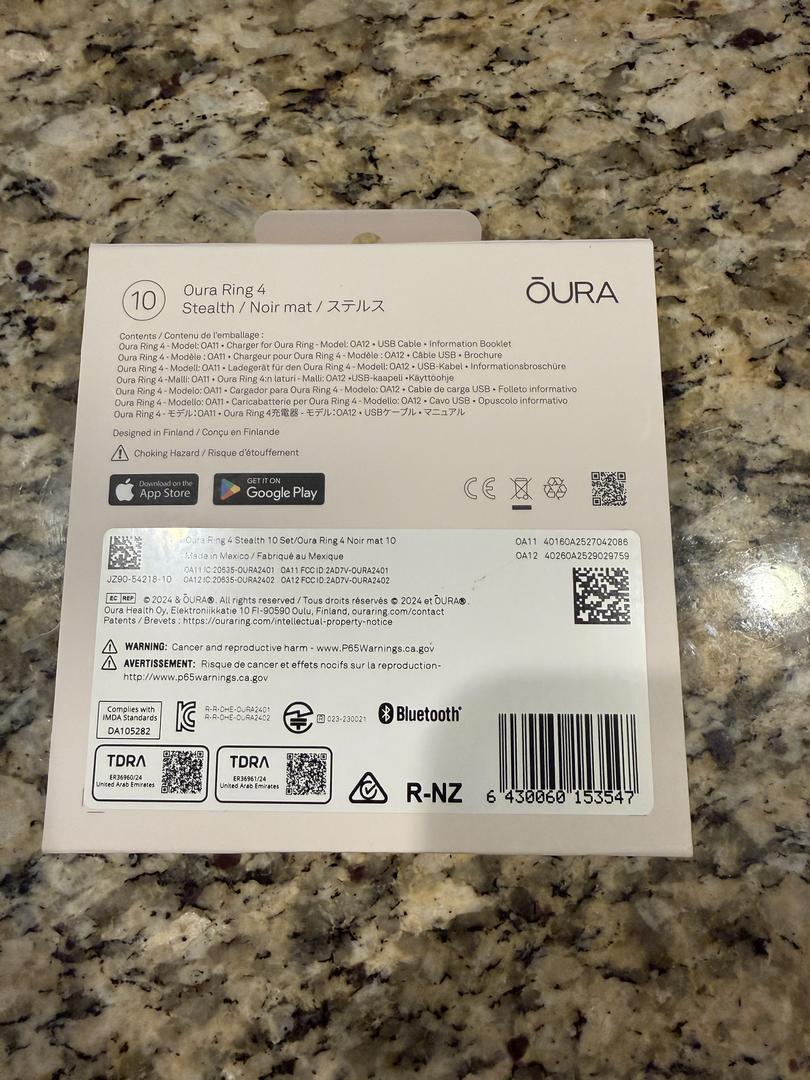 10
Oura Ring 4
Stealth / Noir mat / ステルス
ŌURA
Contents / Contenu de l'emballage :
Oura Ring 4 - Model: OA11 • Charger for Oura Ring - Model: OA12 • USB Cable • Information Booklet
Oura Ring 4 - Modèle : OA11 • Chargeur pour Oura Ring 4 - Modèle : OA12 • Câble USB • Brochure
Oura Ring 4 - Modell: OA11 • Ladegerät für den Oura Ring 4 - Modell: OA12 • USB-Kabel • Informationsbroschüre
Oura Ring 4 -Malli: OA11 • Oura Ring 4:n laturi - Malli: OA12 •USB-kaapeli •Käyttöohje
Oura Ring 4 - Modelo: OA11 • Cargador para Oura Ring 4 - Modelo: OA12 • Cable de carga USB • Folleto informativo
Oura Ring 4 - Modello: OA11 • Caricabatterie per Oura Ring 4 - Modello: OA12 • Cavo USB • Opuscolo informativo
Oura Ring 4 - モデル:OA11 • Oura Ring 4充電器 - モデル:OA12 • USBケーブル • マニュアル
Designed in Finland / Conçu en Finlande
Choking Hazard / Risque d'étouffement
Download on the
App Store
GET IT ON
Google Play
CE
Oura Ring 4 Stealth 10 Set/Oura Ring 4 Noir mat 10
Made in Mexico / Fabriqué au Mexique
OA11 40160A2527042086
OA12 40260A2529029759
OA11 IC:20635-OURA2401 OA11 FCC ID:2AD7V-OURA2401
OA12 IC:20635-OURA2402 OA12 FCC ID:2AD7V-OURA2402
JZ90-54218-10
EC REP © 2024 & ŌURA®. All rights reserved / Tous droits réservés © 2024 et ŌURA®.
Oura Health Oy, Elektroniikkatie 10 FI-90590 Oulu, Finland, ouraring.com/contact
Patents / Brevets : https://ouraring.com/intellectual-property-notice
WARNING: Cancer and reproductive harm - www.P65Warnings.ca.gov
AVERTISSEMENT: Risque de cancer et effets nocifs sur la reproduction-
http://www.p65warnings.ca.gov
Complies with
IMDA Standards
DA105282
R-R-OHE-OURA2401
R-R-OHE-OURA2402
R 023-230021
Bluetooth®
TDRA
ER36960/24
United Arab Emirates
TDRA
ER36961/24
United Arab Emirates
R-NZ
6 430060 153547